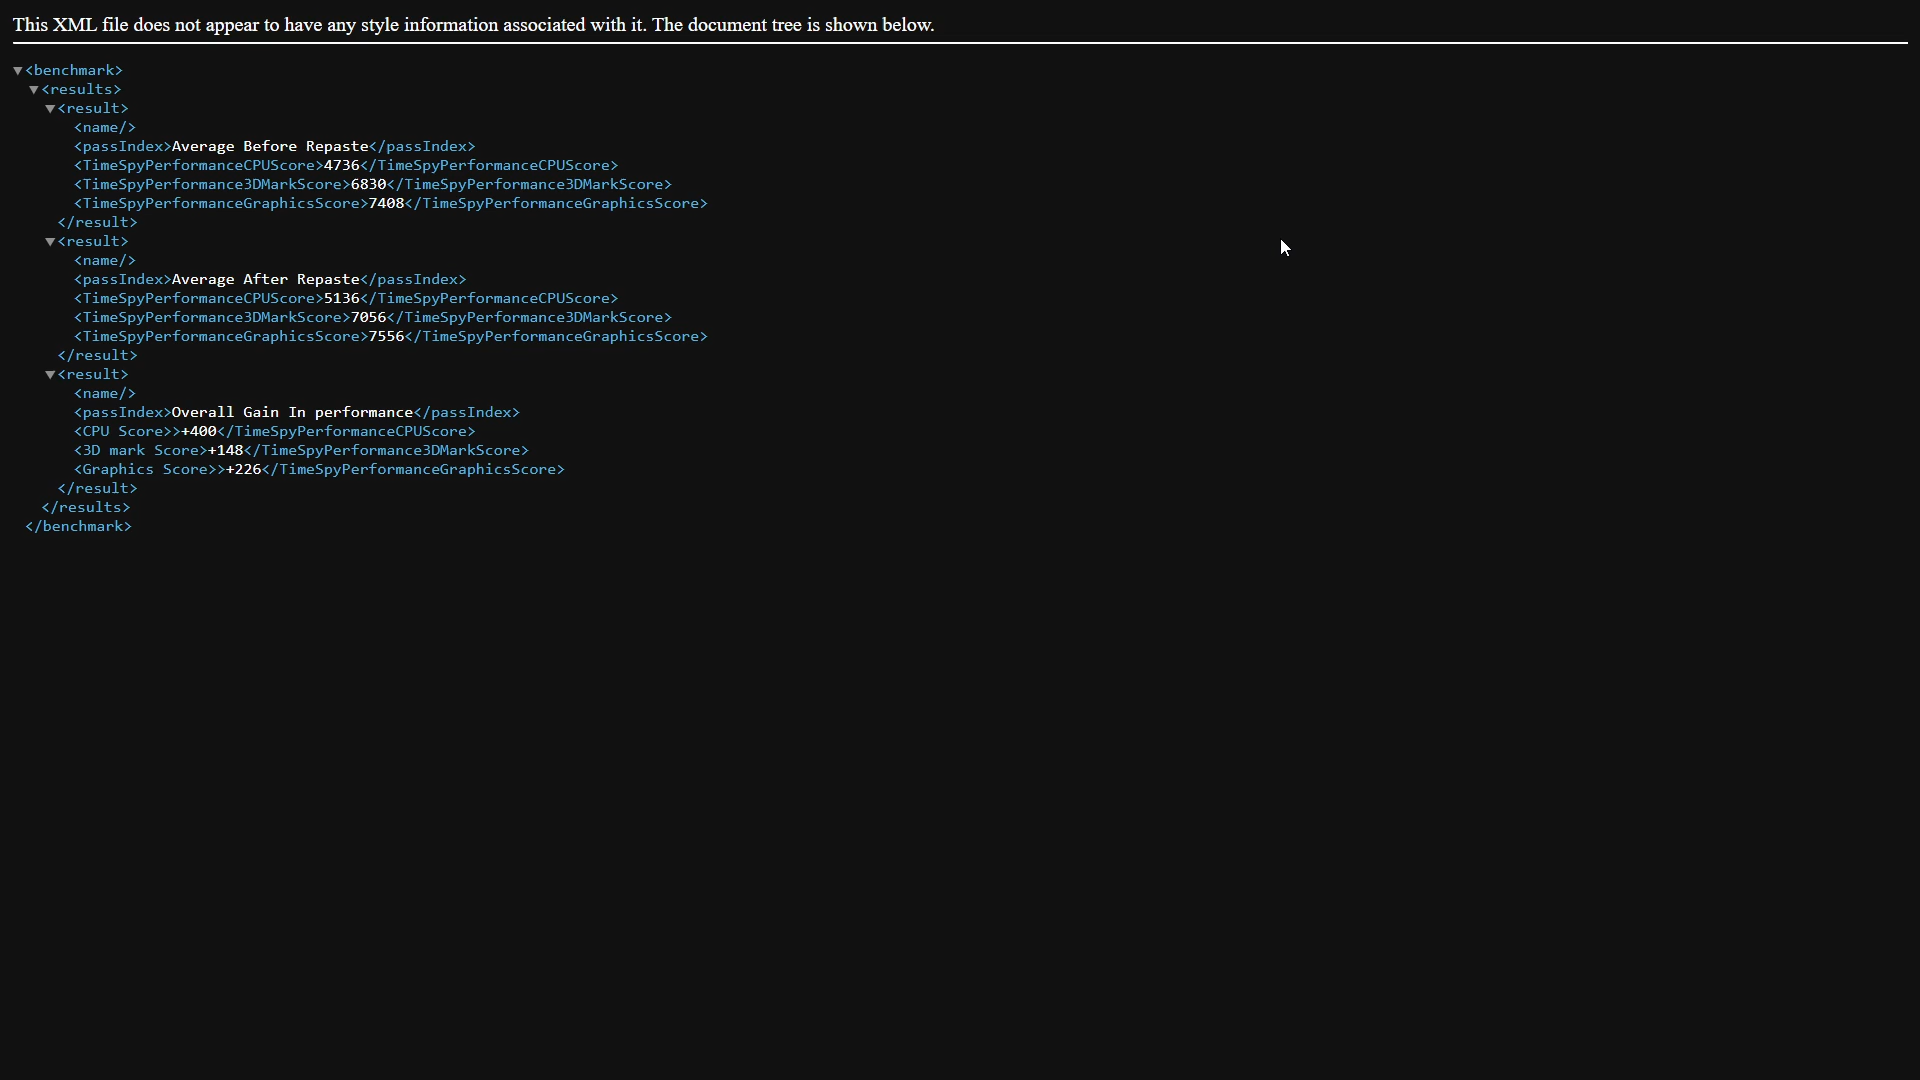 This XML file does not appear to have any style information associated with it. The document tree is shown below.
▼<benchmark>
▼<results>
▼<result>
<name/>
<passIndex>Average Before Repaste</passIndex>
<TimeSpyPerformanceCPUScore>4736</TimeSpyPerformanceCPUScore>
<TimeSpyPerformance3DMarkScore>6830</TimeSpyPerformance3DMarkScore>
<TimeSpyPerformanceGraphicsScore>7408</TimeSpyPerformanceGraphicsScore>
</result>
▼<result>
<name/>
<passIndex>Average After Repaste</passIndex>
<TimeSpyPerformanceCPUScore>5136</TimeSpyPerformanceCPUScore>
<TimeSpyPerformance3DMarkScore>7056</TimeSpyPerformance3DMarkScore>
<TimeSpyPerformanceGraphicsScore>7556</TimeSpyPerformanceGraphicsScore>
</result>
▼<result>
<name/>
<passIndex>Overall Gain In performance</passIndex>
<CPU Score>>+400</TimeSpyPerformanceCPUScore>
<3D mark Score>+148</TimeSpyPerformance3DMarkScore>
<Graphics Score>>+226</TimeSpyPerformanceGraphicsScore>
</result>
</results>
</benchmark>